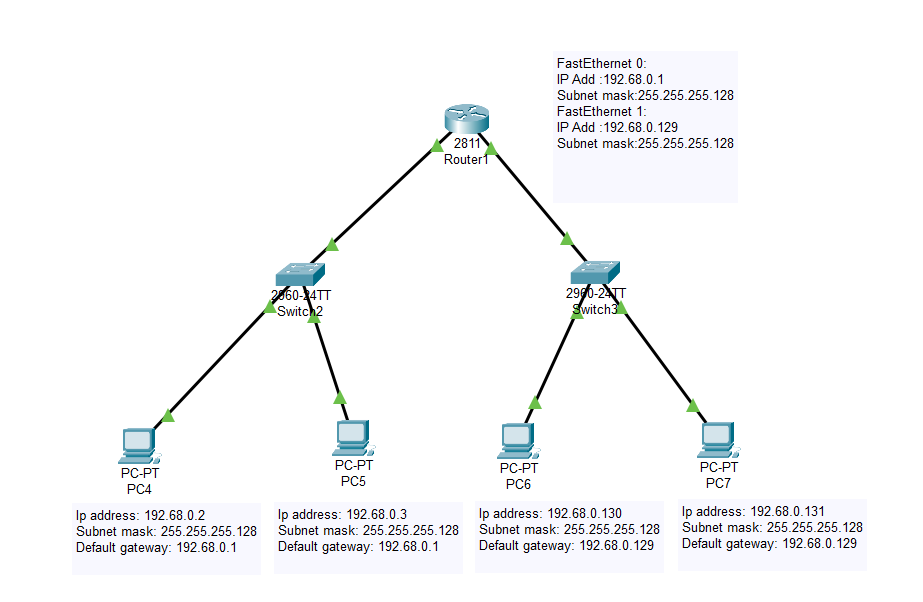 FastEthernet 0:
IP Add :192.68.0.1
Subnet mask:255.255.255.128
FastEthernet 1:
IP Add :192.68.0.129
Subnet mask:255.255.255.128
2811
Router1
2960-24TT
Switch2
2960-24TT
Switch3
PC-PT
PC4
PC-PT
PC5
PC-PT
PC6
PC-PT
PC7
Ip address: 192.68.0.2
Subnet mask: 255.255.255.128
Default gateway: 192.68.0.1
Ip address: 192.68.0.3
Subnet mask: 255.255.255.128
Default gateway: 192.68.0.1
Ip address: 192.68.0.130
Subnet mask: 255.255.255.128
Default gateway: 192.68.0.129
Ip address: 192.68.0.131
Subnet mask: 255.255.255.128
Default gateway: 192.68.0.129